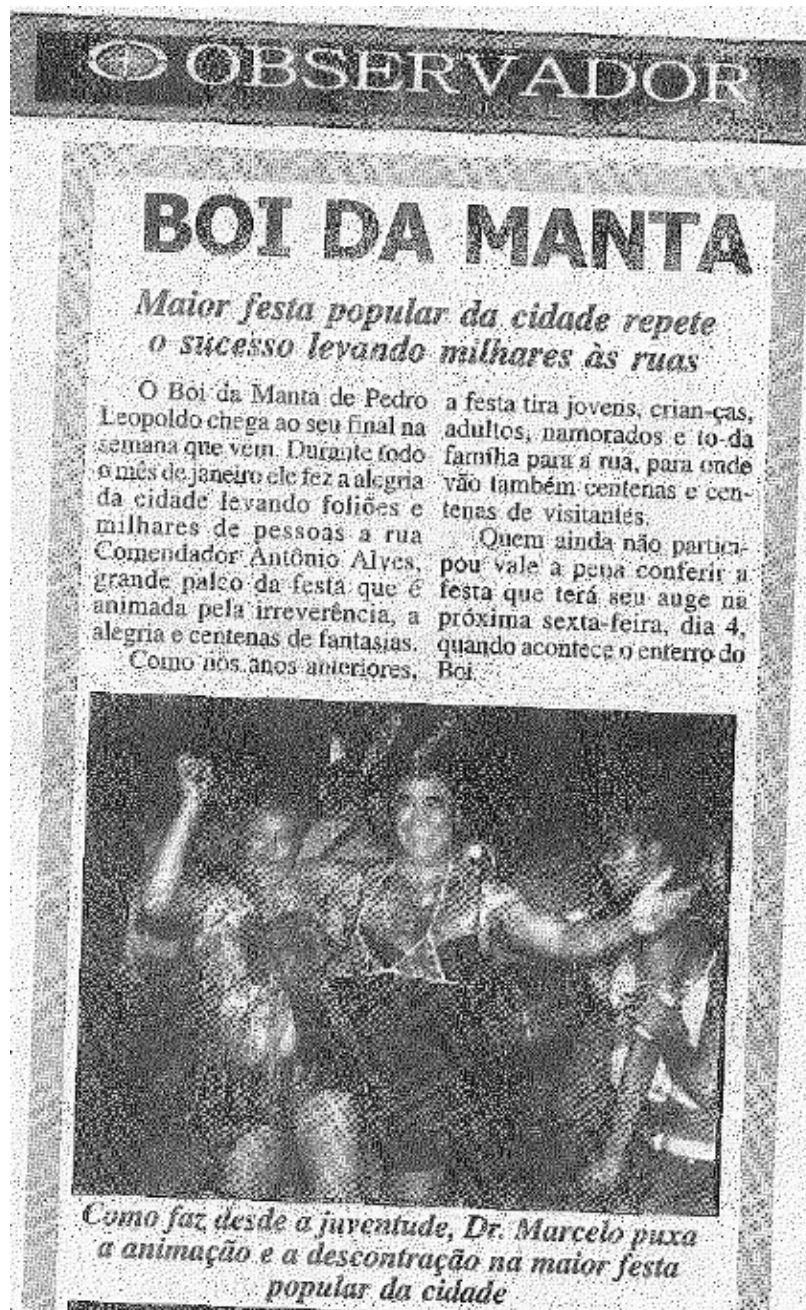 O OBSERVADOR
BOI DA MANTA
Maior festa popular da cidade repete
o sucesso levando milhares às ruas
O Boi da Manta de Pedro
Leopoldo chega ao seu final na
semana que vem. Durante todo
o mês de janeiro ele fez a alegria
da cidade levando foliões e
milhares de pessoas a rua
Comendador Antônio Alves,
grande palco da festa que é
animada pela irreverência, a
alegria e centenas de fantasias.
Como nos anos anteriores,
a festa tira jovens, crian-ças,
adultos, namorados e to-da
família para a rua, para onde
vão também centenas e cen-
tenas de visitantes.
Quem ainda não partici-
pou vale a pena conferir a
festa que terá seu auge na
próxima sexta-feira, dia 4,
quando acontece o enterro do
Boi.
Como faz desde a juventude, Dr. Marcelo puxa
a animação e a descontração na maior festa
popular da cidade